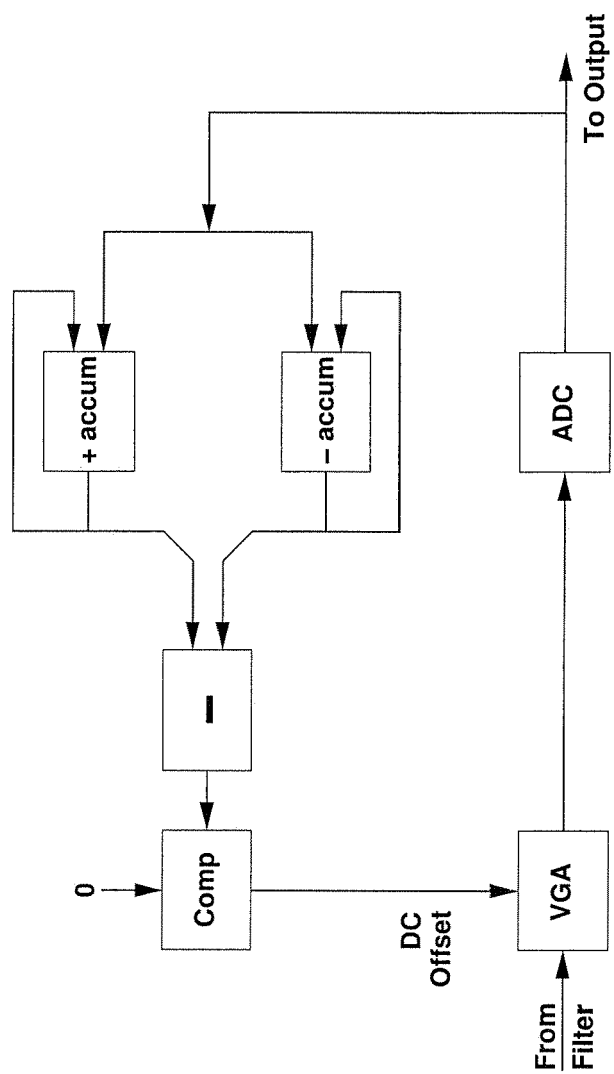 + accum
– accum
–
0
Comp
DC
Offset
From
Filter
VGA
ADC
To Output